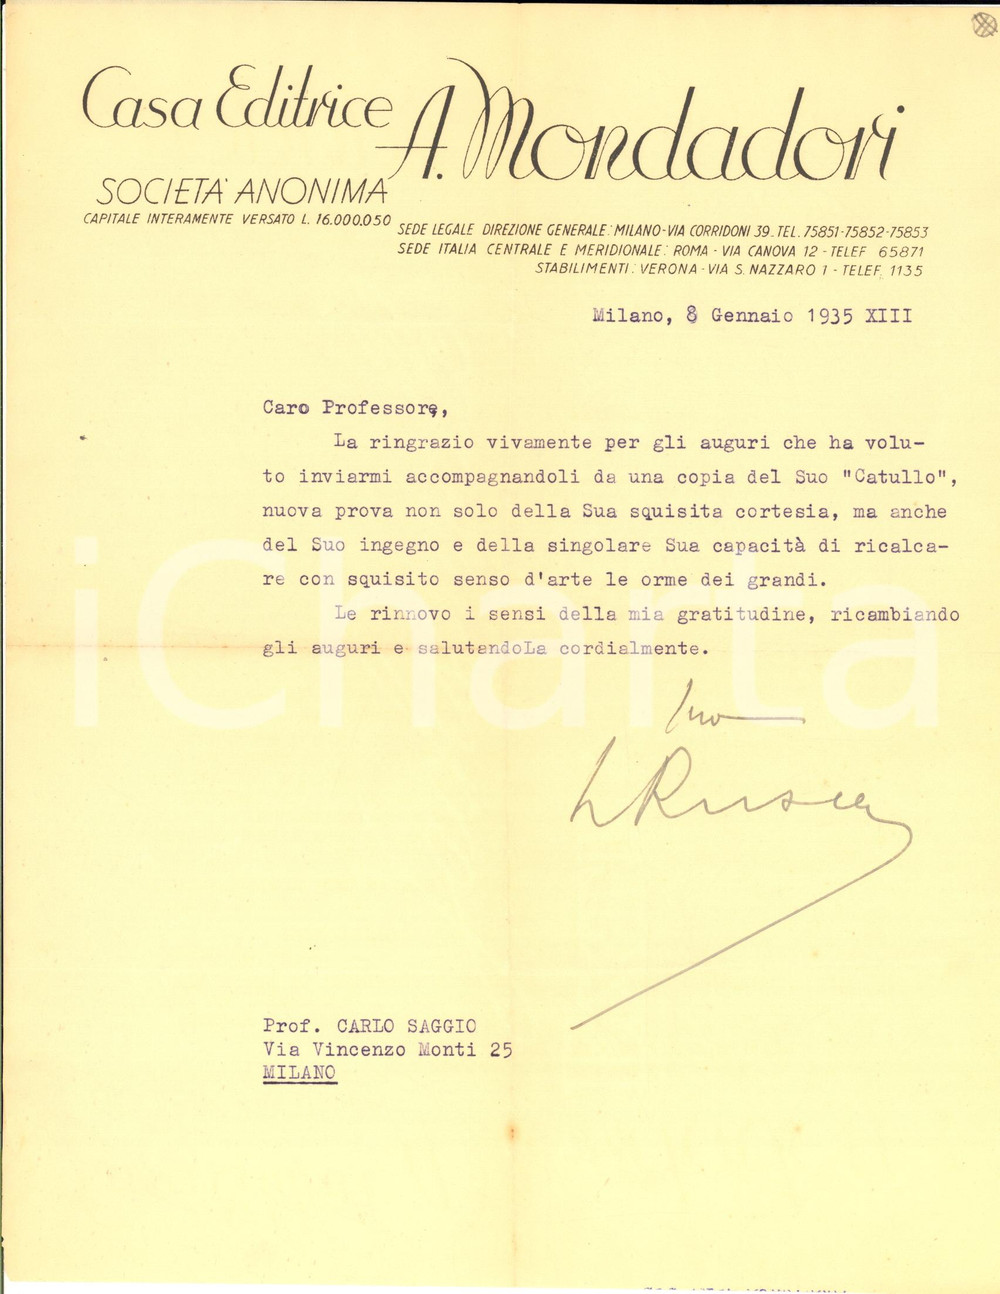 Casa Editrice A. Mondadori
SOCIETA' ANONIMA
CAPITALE INTERAMENTE VERSATO L. 16.000.050
SEDE LEGALE DIREZIONE GENERALE: MILANO - VIA CORRIDONI 39 - TEL. 75851-75852-75853
SEDE ITALIA CENTRALE E MERIDIONALE: ROMA - VIA CANOVA 12 - TELEF 65871
STABILIMENTI: VERONA - VIA S. NAZZARO 1 - TELEF. 1135
Milano, 8 Gennaio 1935 XIII
Caro Professore,
La ringrazio vivamente per gli auguri che ha volu-
to inviarmi accompagnandoli da una copia del Suo "Catullo",
nuova prova non solo della Sua squisita cortesia, ma anche
del Suo ingegno e della singolare Sua capacità di ricalca-
re con squisito senso d'arte le orme dei grandi.
Le rinnovo i sensi della mia gratitudine, ricambiando
gli auguri e salutandoLa cordialmente.
Suo
L Rusca
Prof. CARLO SAGGIO
Via Vincenzo Monti 25
MILANO
iCharta